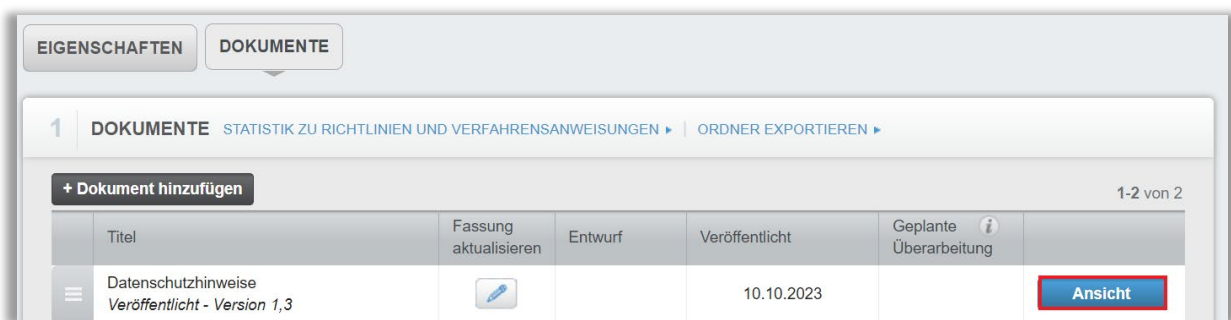 EIGENSCHAFTEN DOKUMENTE
1 DOKUMENTE STATISTIK ZU RICHTLINIEN UND VERFAHRENSANWEISUNGEN ▸ | ORDNER EXPORTIEREN ▸
+ Dokument hinzufügen 1-2 von 2
Titel Fassung aktualisieren Entwurf Veröffentlicht Geplante Überarbeitung i
Datenschutzhinweise
Veröffentlicht - Version 1,3 10.10.2023 Ansicht